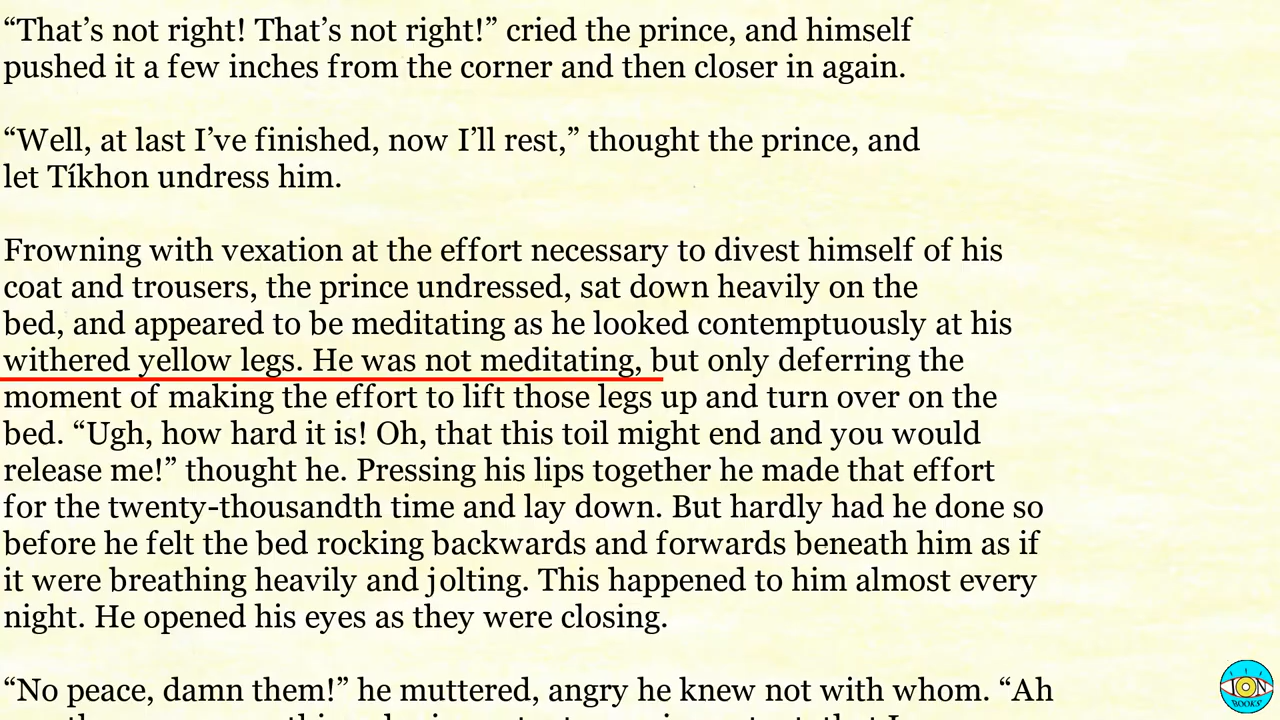 “That’s not right! That’s not right!” cried the prince, and himself
pushed it a few inches from the corner and then closer in again.
“Well, at last I’ve finished, now I’ll rest,” thought the prince, and
let Tíkhon undress him.
Frowning with vexation at the effort necessary to divest himself of his
coat and trousers, the prince undressed, sat down heavily on the
bed, and appeared to be meditating as he looked contemptuously at his
withered yellow legs. He was not meditating, but only deferring the
moment of making the effort to lift those legs up and turn over on the
bed. “Ugh, how hard it is! Oh, that this toil might end and you would
release me!” thought he. Pressing his lips together he made that effort
for the twenty-thousandth time and lay down. But hardly had he done so
before he felt the bed rocking backwards and forwards beneath him as if
it were breathing heavily and jolting. This happened to him almost every
night. He opened his eyes as they were closing.
“No peace, damn them!” he muttered, angry he knew not with whom. “Ah
ION
BOOKS